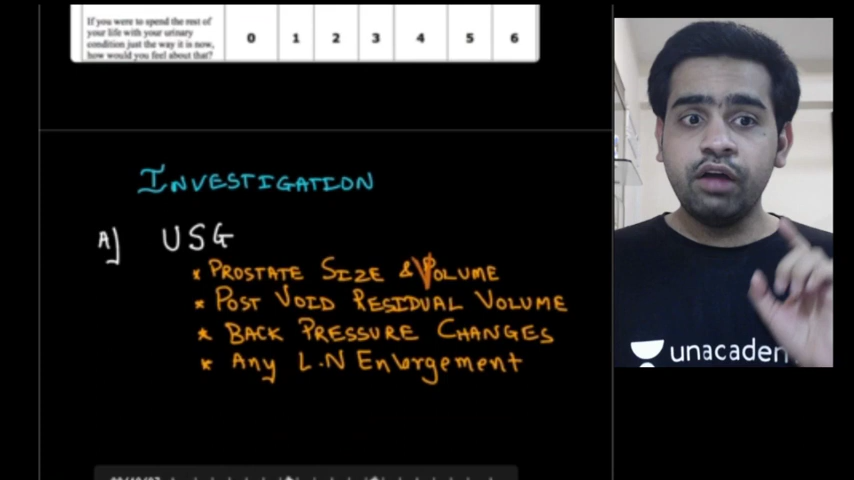 If you were to spend the rest of
your life with your urinary
condition just the way it is now,
how would you feel about that?
0 1 2 3 4 5 6
INVESTIGATION
A] USG
* PROSTATE SIZE & VOLUME
* POST VOID RESIDUAL VOLUME
* BACK PRESSURE CHANGES
* Any L.N Enlargement
unacadem